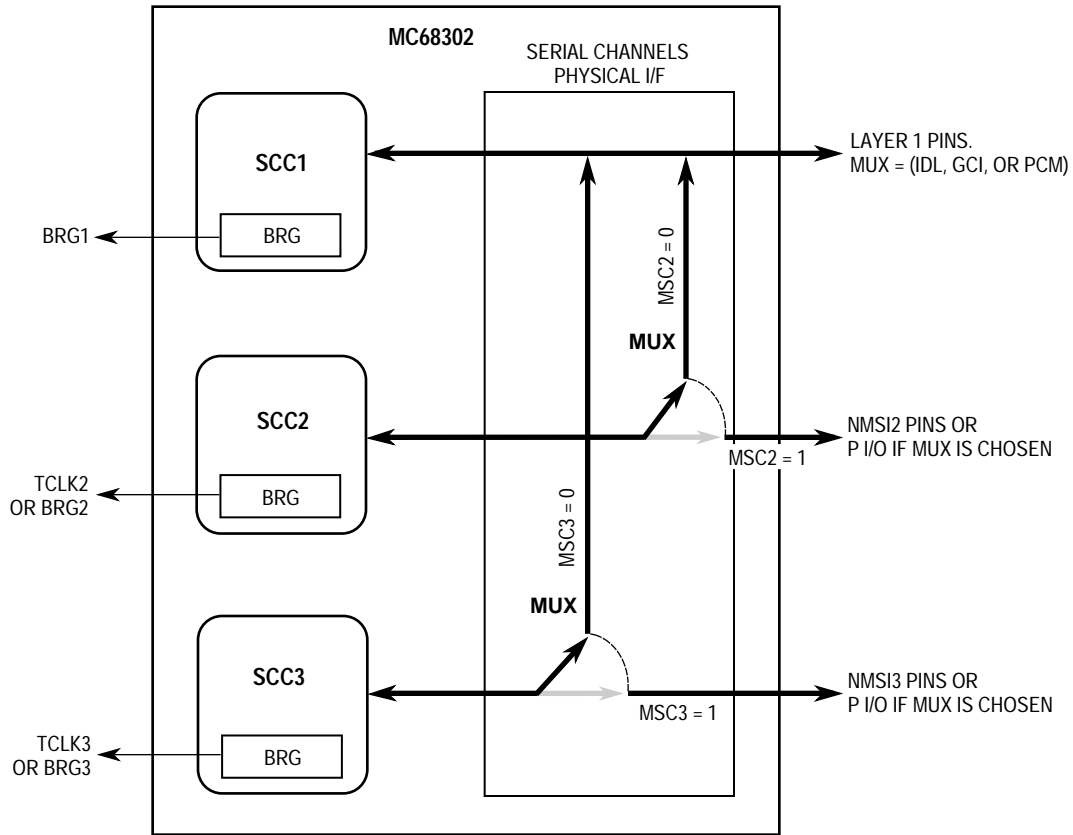 MC68302
SERIAL CHANNELS
PHYSICAL I/F
SCC1
BRG
BRG1
LAYER 1 PINS.
MUX = (IDL, GCI, OR PCM)
MSC2 = 0
MUX
SCC2
BRG
TCLK2
OR BRG2
NMSI2 PINS OR
P I/O IF MUX IS CHOSEN
MSC2 = 1
MSC3 = 0
MUX
SCC3
BRG
TCLK3
OR BRG3
NMSI3 PINS OR
P I/O IF MUX IS CHOSEN
MSC3 = 1